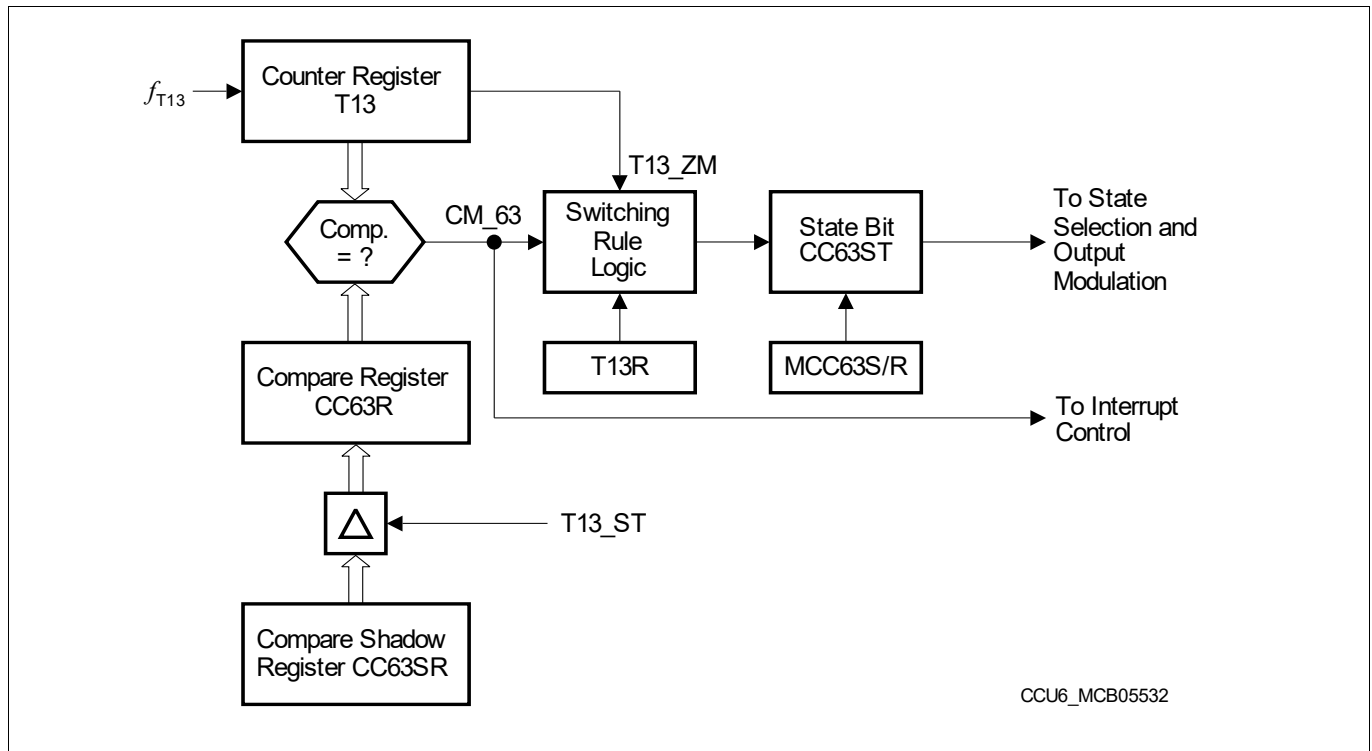 Counter Register
T13
fT13
T13_ZM
CM_63
Comp.
= ?
Switching
Rule
Logic
State Bit
CC63ST
To State
Selection and
Output
Modulation
T13R
MCC63S/R
Compare Register
CC63R
To Interrupt
Control
T13_ST
Compare Shadow
Register CC63SR
CCU6_MCB05532